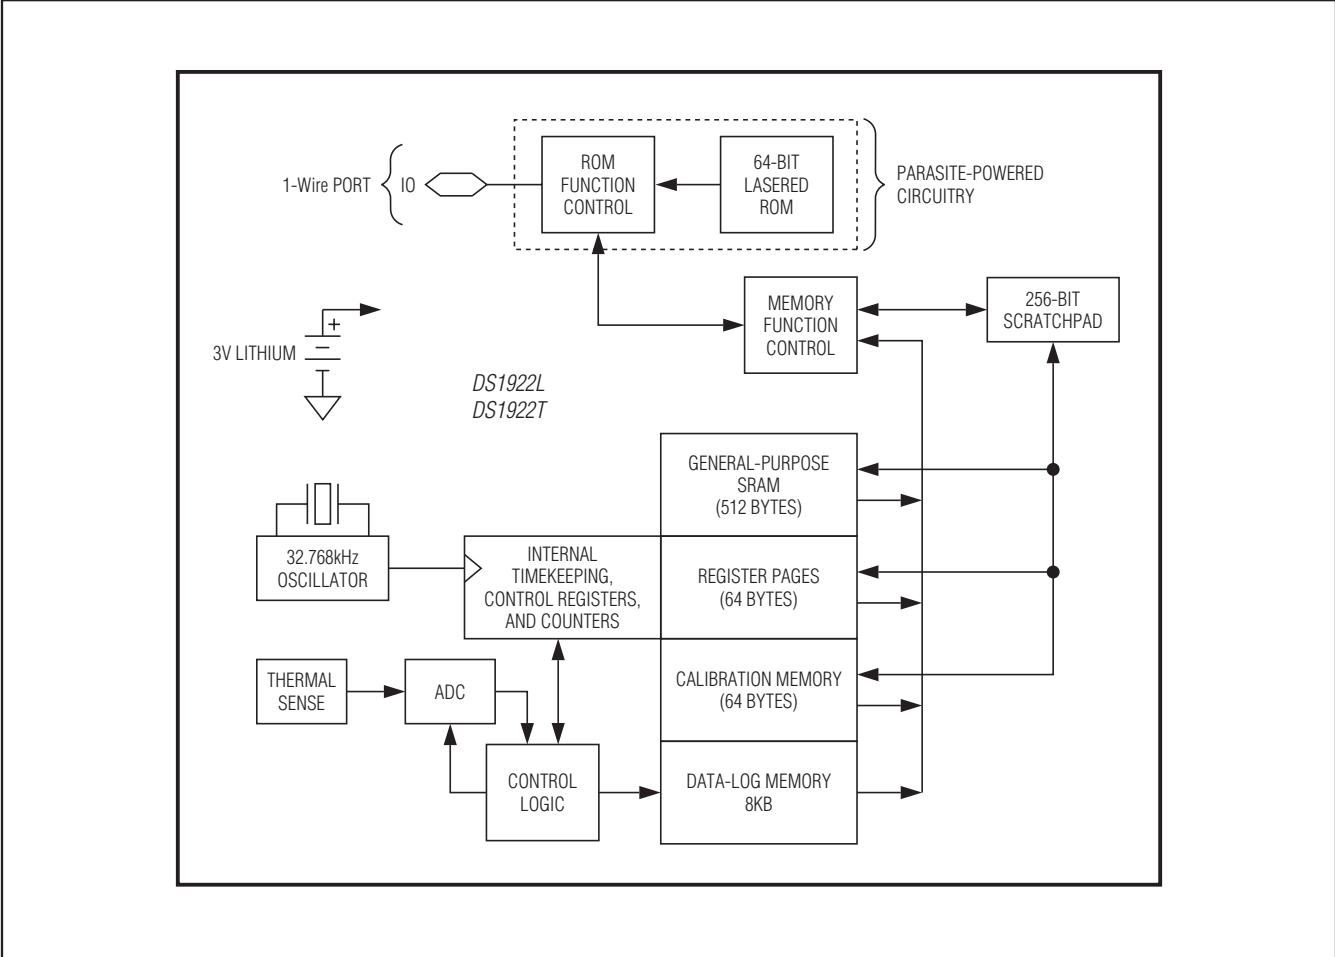 ROM
FUNCTION
CONTROL
64-BIT
LASERED
ROM
1-Wire PORT
IO
PARASITE-POWERED
CIRCUITRY
MEMORY
FUNCTION
CONTROL
256-BIT
SCRATCHPAD
+
3V LITHIUM
DS1922L
DS1922T
GENERAL-PURPOSE
SRAM
(512 BYTES)
32.768kHz
OSCILLATOR
INTERNAL
TIMEKEEPING,
CONTROL REGISTERS,
AND COUNTERS
REGISTER PAGES
(64 BYTES)
THERMAL
SENSE
ADC
CALIBRATION MEMORY
(64 BYTES)
CONTROL
LOGIC
DATA-LOG MEMORY
8KB